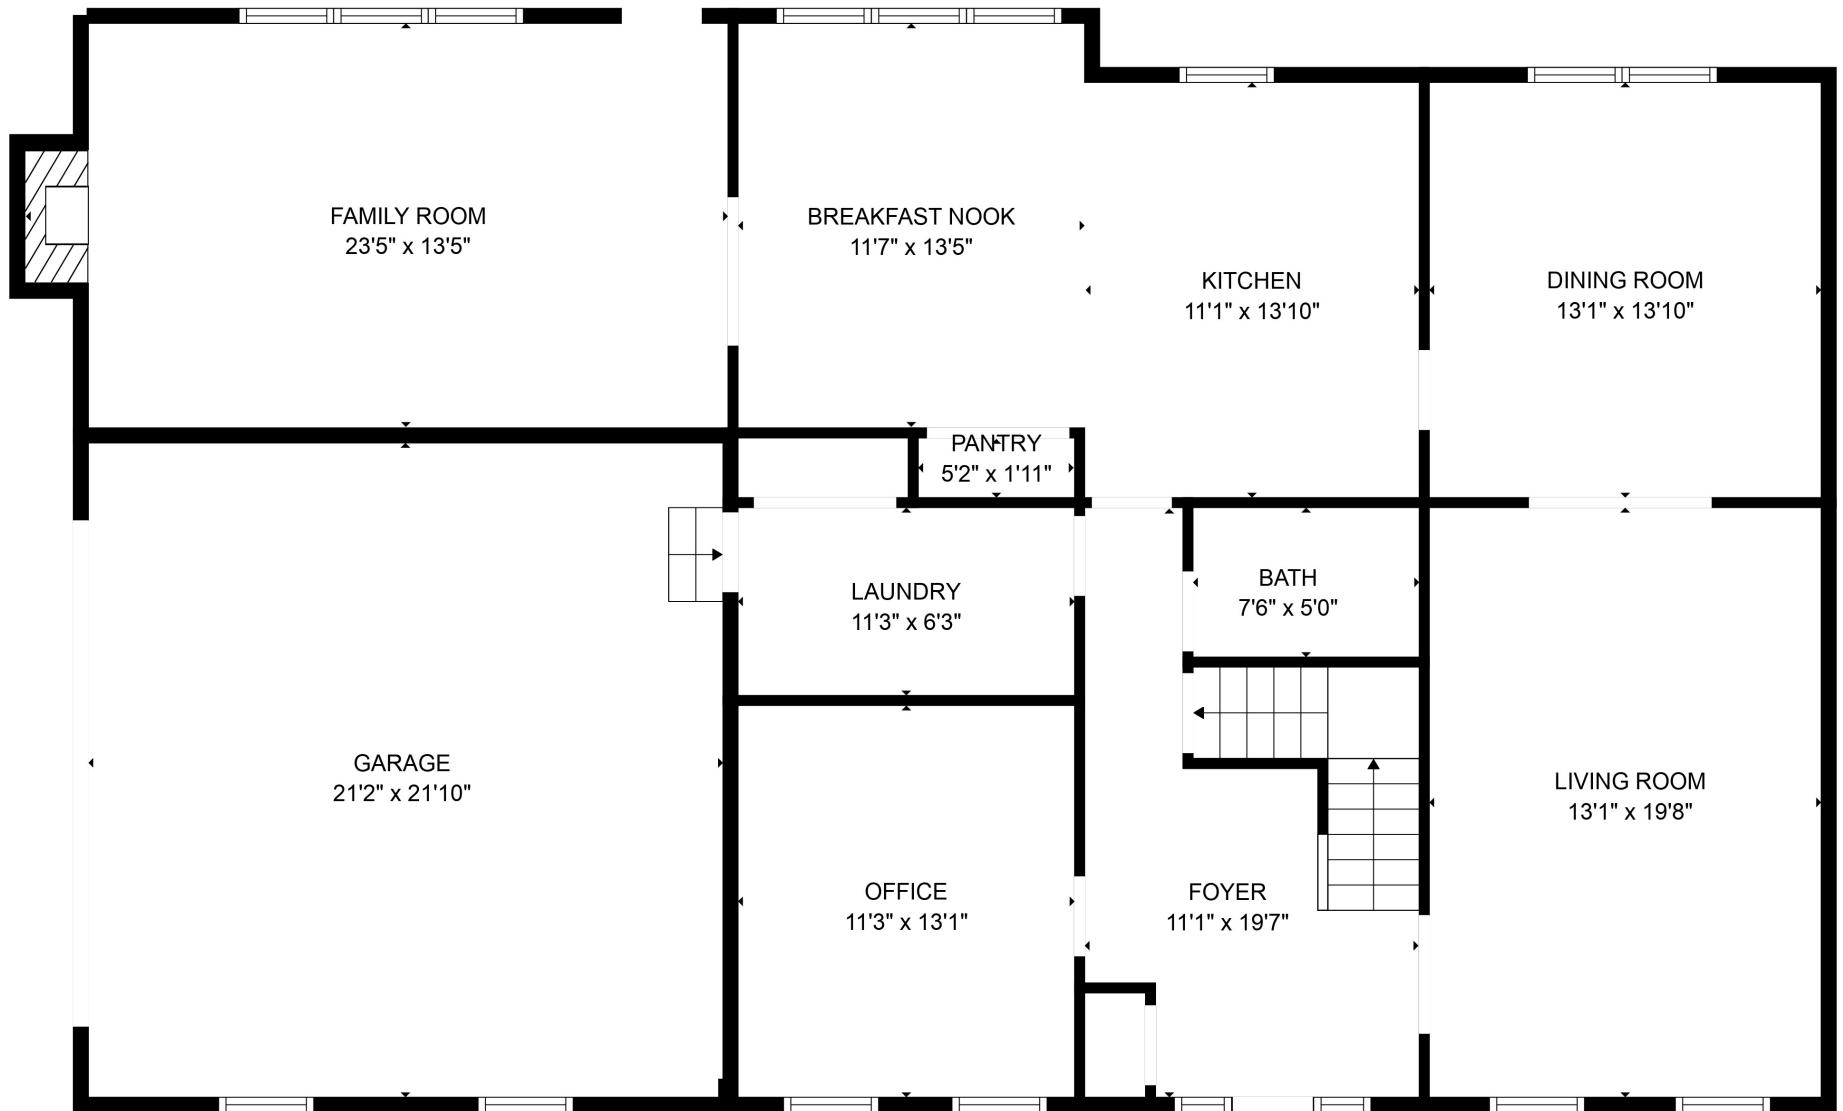 FAMILY ROOM
23'5" x 13'5"
BREAKFAST NOOK
11'7" x 13'5"
KITCHEN
11'1" x 13'10"
DINING ROOM
13'1" x 13'10"
PANTRY
5'2" x 1'11"
LAUNDRY
11'3" x 6'3"
BATH
7'6" x 5'0"
GARAGE
21'2" x 21'10"
OFFICE
11'3" x 13'1"
FOYER
11'1" x 19'7"
LIVING ROOM
13'1" x 19'8"